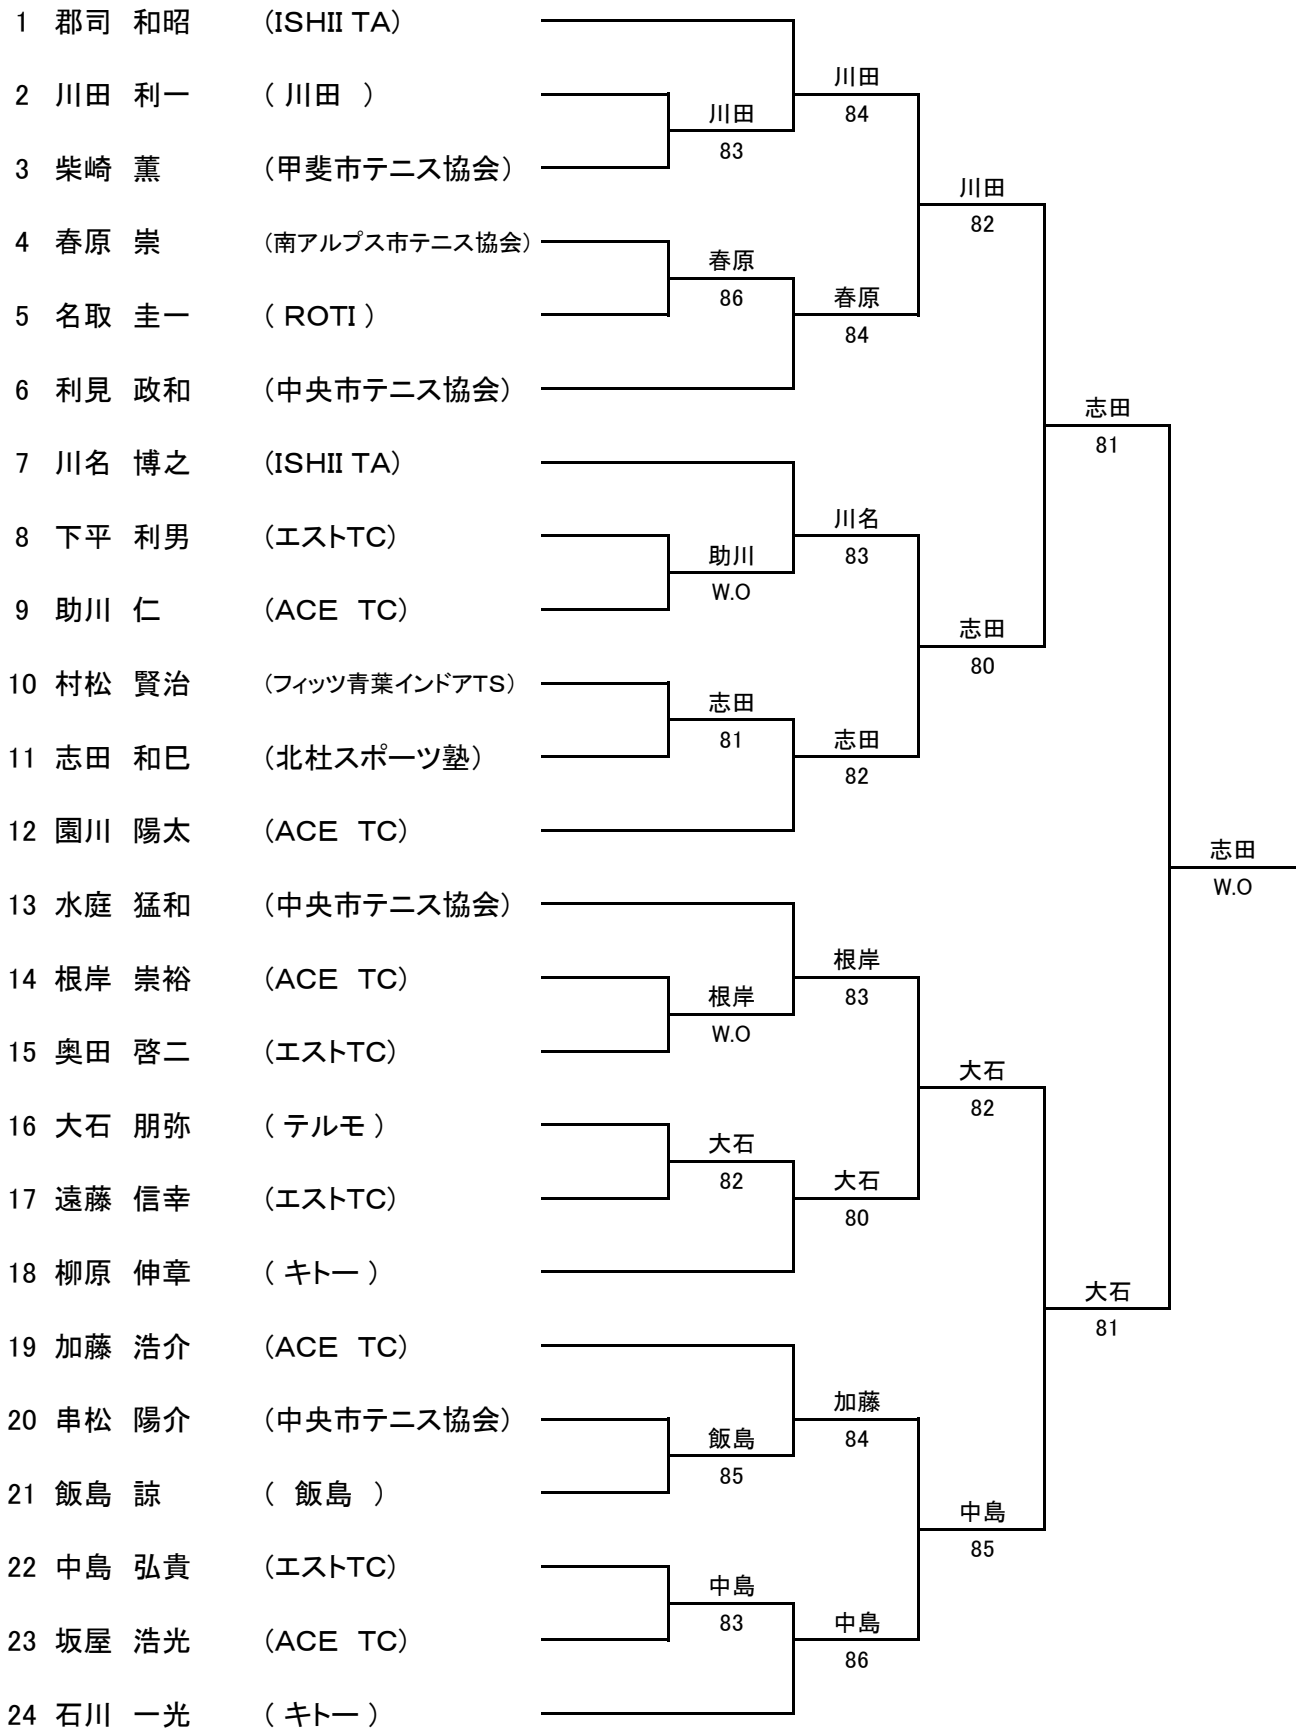 1 郡司 和昭 (ISHII TA)
川田
2 川田 利一 ( 川田 )
川田
84
83
3 柴崎 薫 (甲斐市テニス協会)
川田
82
4 春原 崇 (南アルプス市テニス協会)
春原
86
春原
5 名取 圭一 ( ROTI )
84
6 利見 政和 (中央市テニス協会)
志田
81
7 川名 博之 (ISHII TA)
川名
8 下平 利男 (エストTC)
助川
83
W.O
9 助川 仁 (ACE TC)
志田
80
10 村松 賢治 (フィッツ青葉インドアTS)
志田
81
志田
11 志田 和巳 (北杜スポーツ塾)
82
12 園川 陽太 (ACE TC)
志田
W.O
13 水庭 猛和 (中央市テニス協会)
根岸
14 根岸 崇裕 (ACE TC)
根岸
83
W.O
15 奥田 啓二 (エストTC)
大石
82
16 大石 朋弥 ( テルモ )
大石
82
大石
17 遠藤 信幸 (エストTC)
80
18 柳原 伸章 ( キトー )
大石
81
19 加藤 浩介 (ACE TC)
加藤
20 串松 陽介 (中央市テニス協会)
飯島
84
85
21 飯島 諒 ( 飯島 )
中島
85
22 中島 弘貴 (エストTC)
中島
83
中島
23 坂屋 浩光 (ACE TC)
86
24 石川 一光 ( キトー )